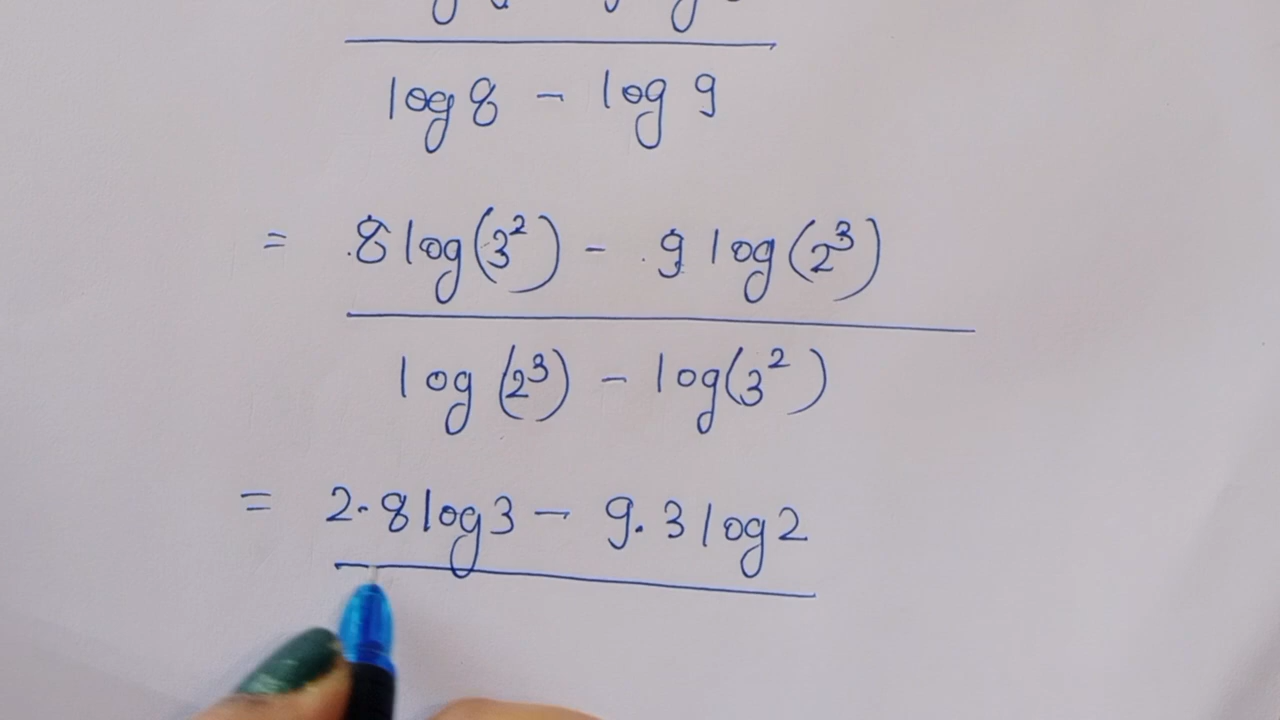 log 8 - log 9
= 8 log(3²) - 9 log(2³)
log (2³) - log(3²)
= 2.8 log 3 - 9.3 log 2